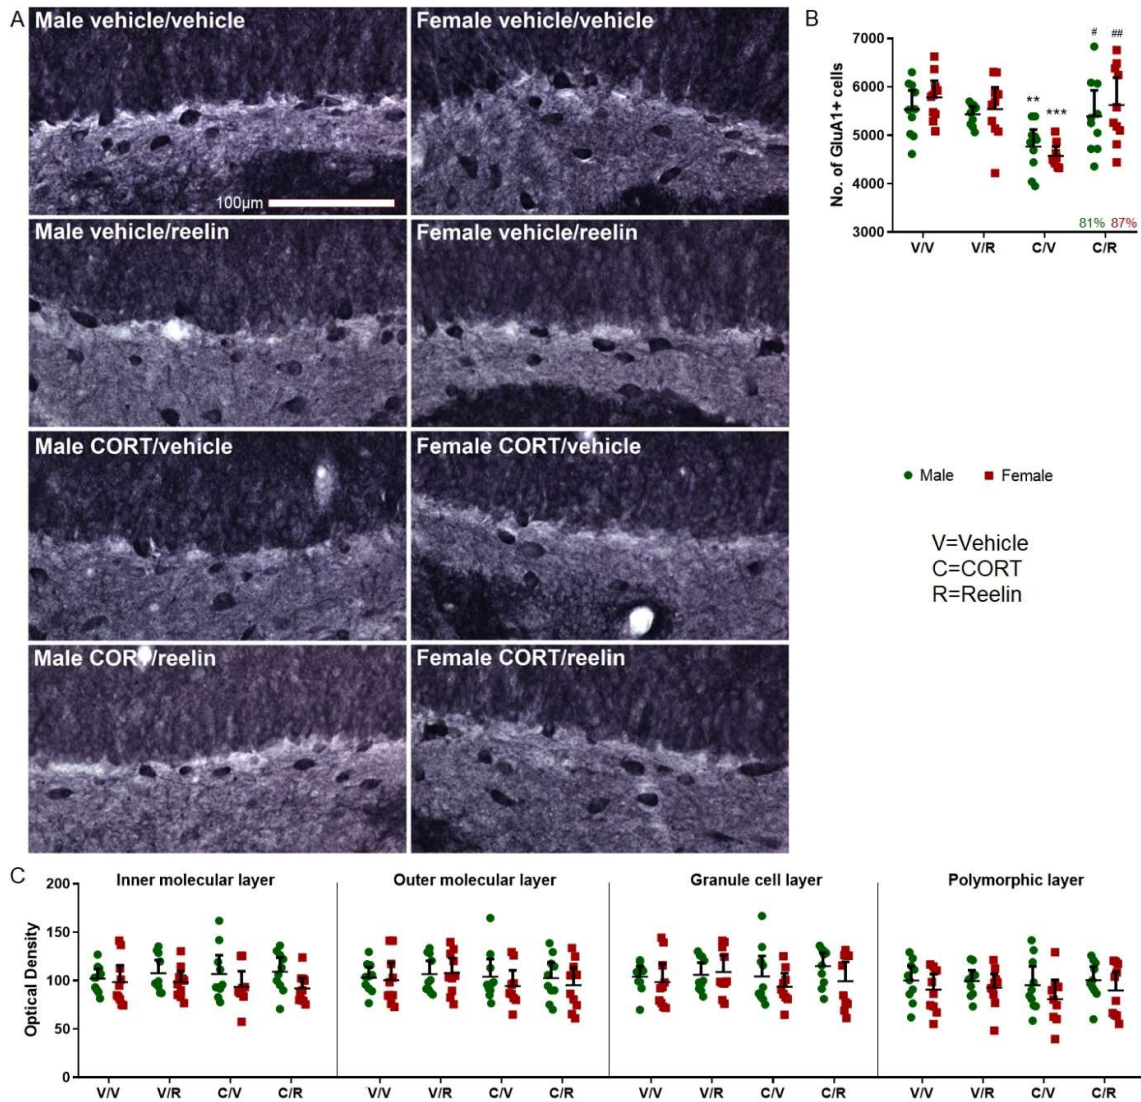 A
Male vehicle/vehicle
Female vehicle/vehicle
100µm
Male vehicle/reelin
Female vehicle/reelin
Male CORT/vehicle
Female CORT/vehicle
Male CORT/reelin
Female CORT/reelin
B
No. of GluA1+ cells
7000
6000
5000
4000
3000
** *** # ##
81% 87%
V/V V/R C/V C/R
Male Female
V=Vehicle
C=CORT
R=Reelin
C
Inner molecular layer Outer molecular layer Granule cell layer Polymorphic layer
Optical Density
200
150
100
50
0
V/V V/R C/V C/R V/V V/R C/V C/R V/V V/R C/V C/R V/V V/R C/V C/R